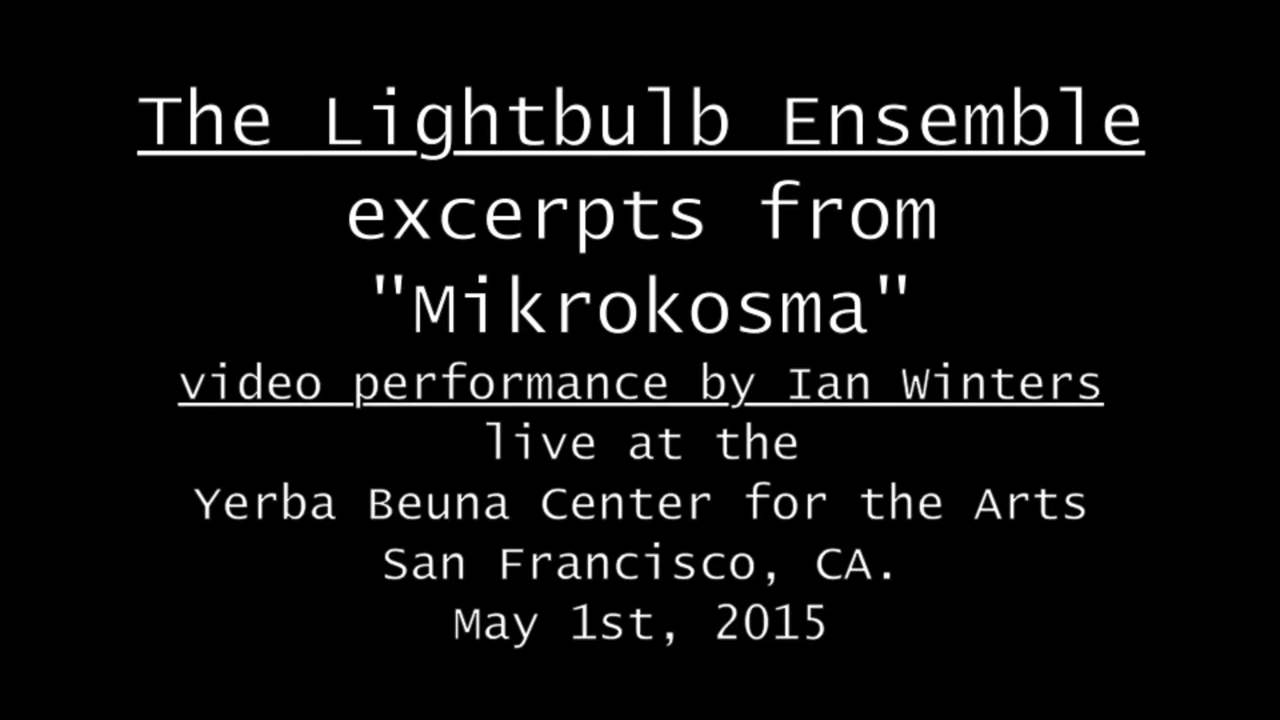 The Lightbulb Ensemble
excerpts from
"Mikrokosma"
video performance by Ian Winters
live at the
Yerba Beuna Center for the Arts
San Francisco, CA.
May 1st, 2015